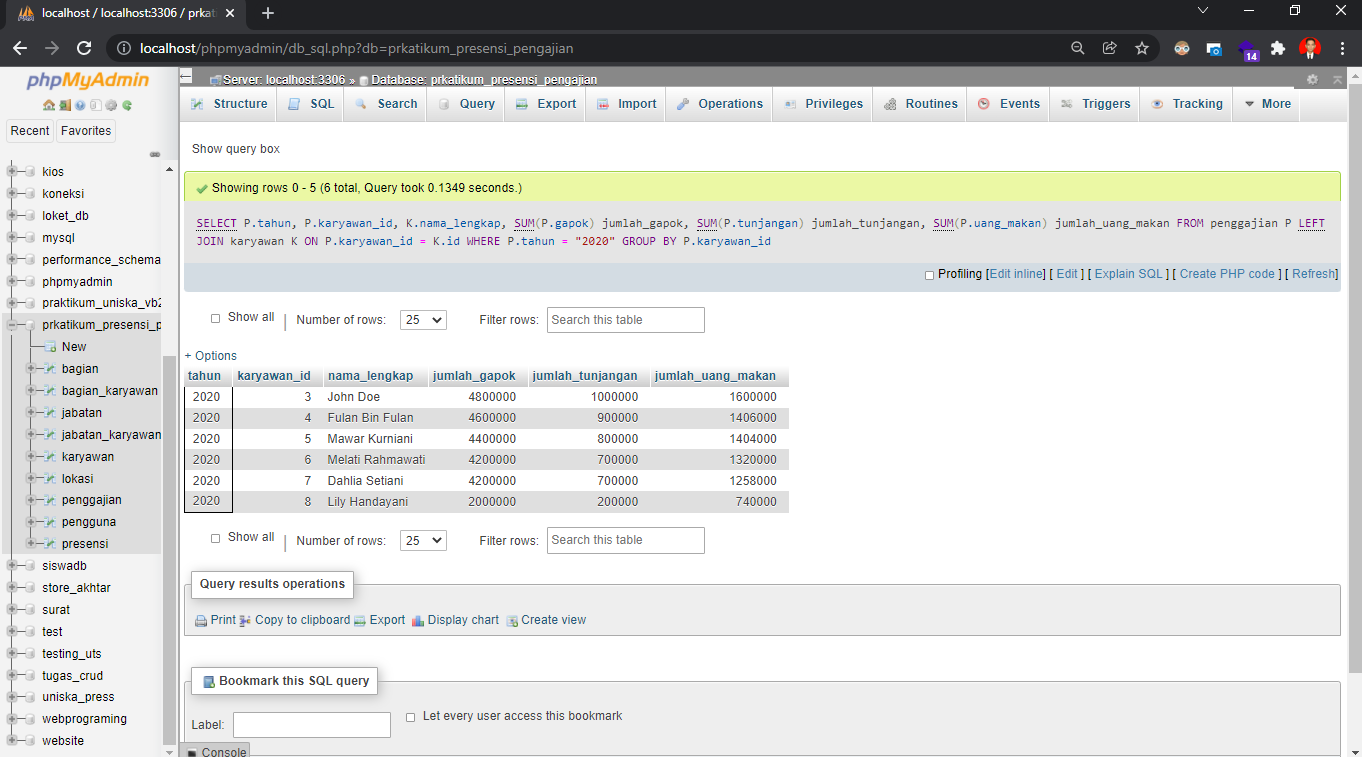 localhost / localhost:3306 / prkat
localhost/phpmyadmin/db_sql.php?db=prkatikum_presensi_pengajian
14
phpMyAdmin
Recent
Favorites
kios
koneksi
loket_db
mysql
performance_schema
phpmyadmin
praktikum_uniska_vb2
prkatikum_presensi_p
New
bagian
bagian_karyawan
jabatan
jabatan_karyawan
karyawan
lokasi
penggajian
pengguna
presensi
siswadb
store_akhtar
surat
test
testing_uts
tugas_crud
uniska_press
webprograming
website
Server: localhost:3306 » Database: prkatikum_presensi_pengajian
Structure SQL Search Query Export Import Operations Privileges Routines Events Triggers Tracking More
Show query box
Showing rows 0 - 5 (6 total, Query took 0.1349 seconds.)
SELECT P.tahun, P.karyawan_id, K.nama_lengkap, SUM(P.gapok) jumlah_gapok, SUM(P.tunjangan) jumlah_tunjangan, SUM(P.uang_makan) jumlah_uang_makan FROM penggajian P LEFT
JOIN karyawan K ON P.karyawan_id = K.id WHERE P.tahun = "2020" GROUP BY P.karyawan_id
Profiling [Edit inline] [ Edit ] [ Explain SQL ] [ Create PHP code ] [ Refresh]
Show all | Number of rows: 25 Filter rows: Search this table
+ Options
tahun karyawan_id nama_lengkap jumlah_gapok jumlah_tunjangan jumlah_uang_makan
2020 3 John Doe 4800000 1000000 1600000
2020 4 Fulan Bin Fulan 4600000 900000 1406000
2020 5 Mawar Kurniani 4400000 800000 1404000
2020 6 Melati Rahmawati 4200000 700000 1320000
2020 7 Dahlia Setiani 4200000 700000 1258000
2020 8 Lily Handayani 2000000 200000 740000
Show all | Number of rows: 25 Filter rows: Search this table
Query results operations
Print Copy to clipboard Export Display chart Create view
Bookmark this SQL query
Label: Let every user access this bookmark
Console